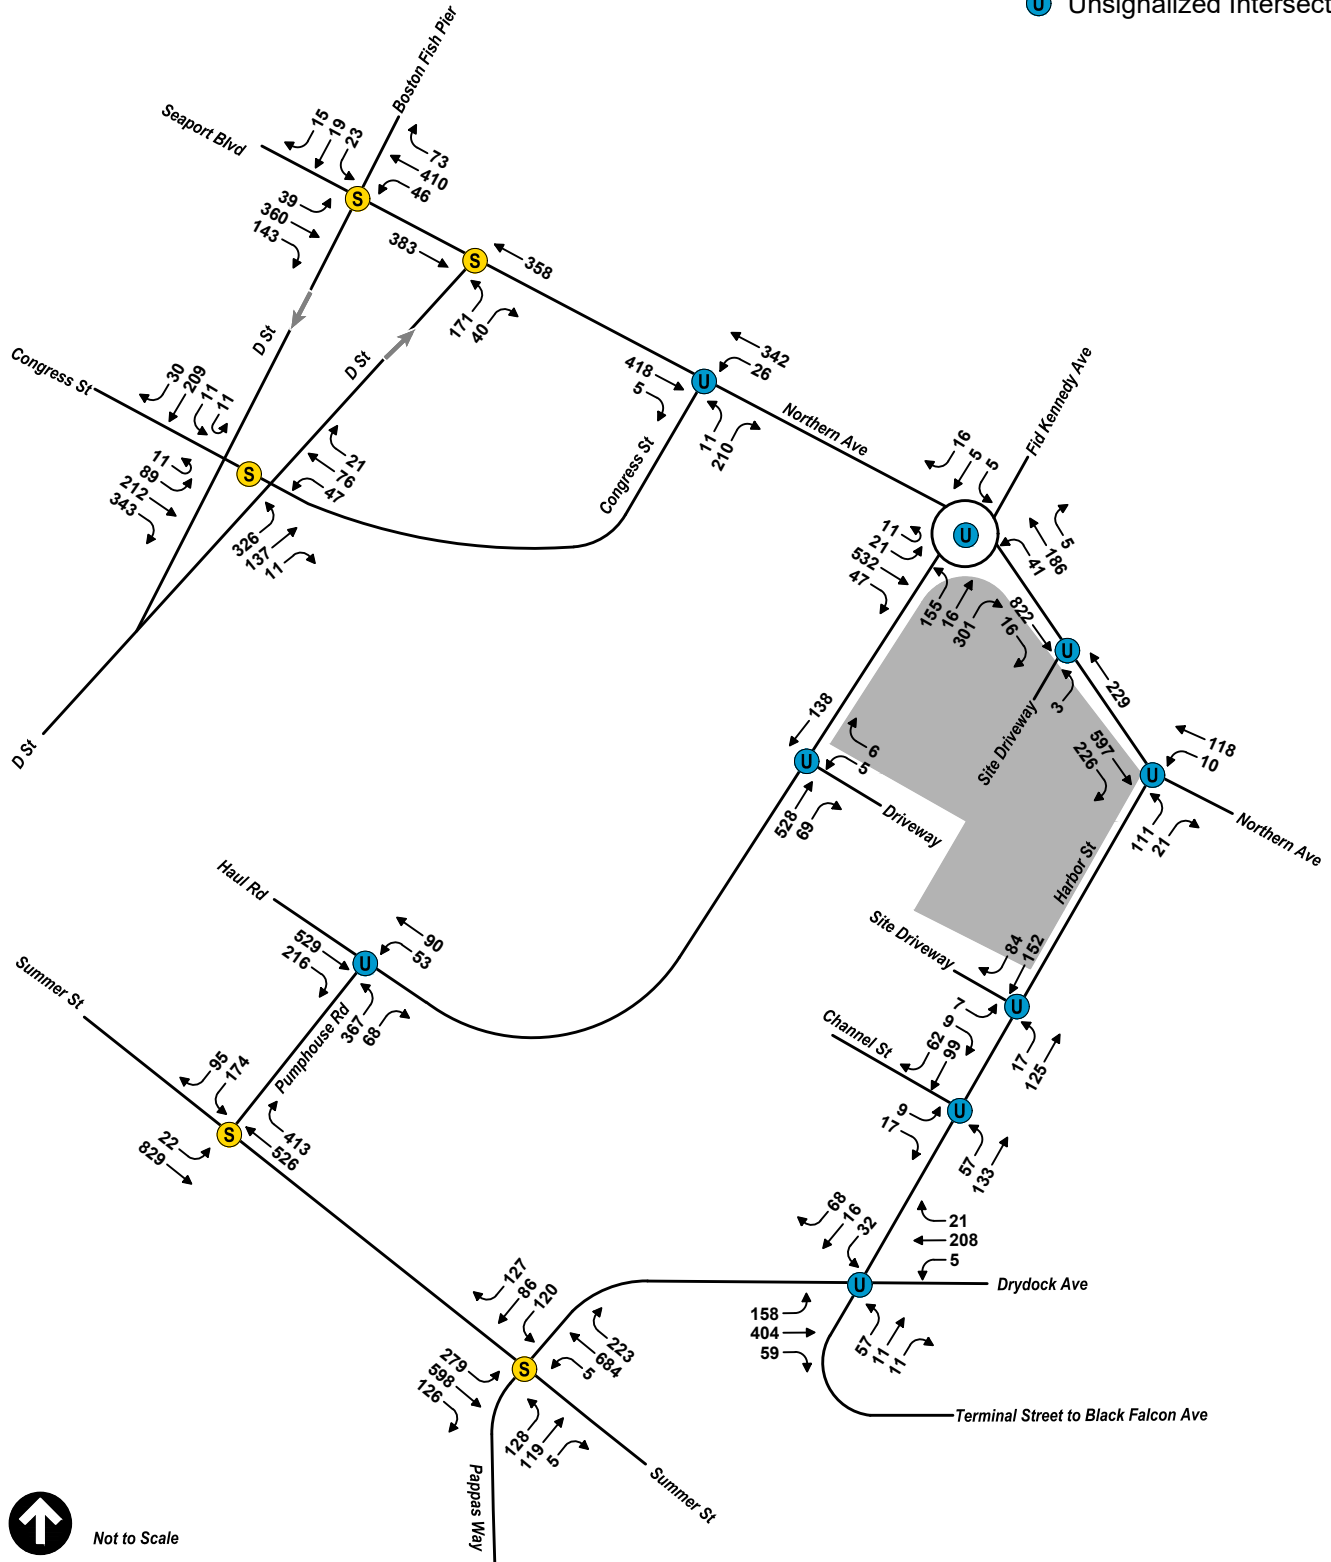 U Unsignalized Intersect
Boston Fish Pier
Seaport Blvd
15
19
23
73
410
46
S
39
360
143
383
S
358
171
40
D St
D St
Congress St
30
209
11
11
11
89
212
343
S
21
76
47
326
137
11
D St
418
5
U
342
26
11
210
Congress St
Northern Ave
Fid Kennedy Ave
16
5
5
U
11
21
532
47
5
186
41
155
16
301
822
16
U
229
3
Site Driveway
138
U
6
5
528
69
Driveway
597
226
U
118
10
111
21
Northern Ave
Harbor St
Haul Rd
529
216
U
90
53
367
68
Pumphouse Rd
Summer St
95
174
S
22
829
413
526
Site Driveway
84
152
U
7
9
17
125
Channel St
62
99
U
9
17
57
133
68
16
32
U
21
208
5
Drydock Ave
158
404
59
57
11
11
Terminal Street to Black Falcon Ave
127
86
120
S
223
684
5
279
598
126
128
119
5
Summer St
Pappas Way
Not to Scale